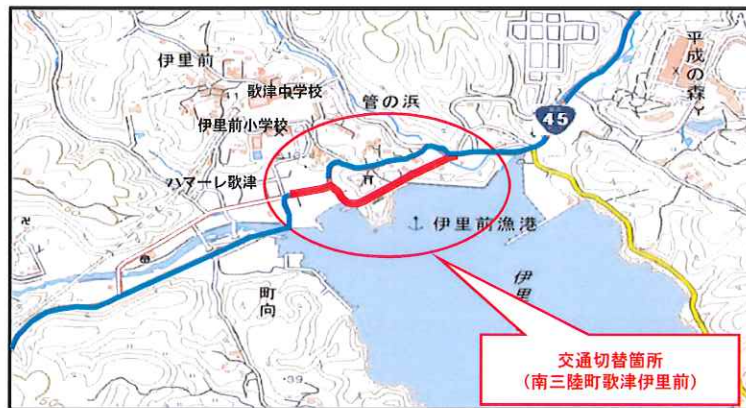 平成の森
伊里前
歌津中学校
管の浜
45
伊里前小学校
ハマーレ歌津
伊里前漁港
伊里
町向
39
交通切替箇所
(南三陸町歌津伊里前)